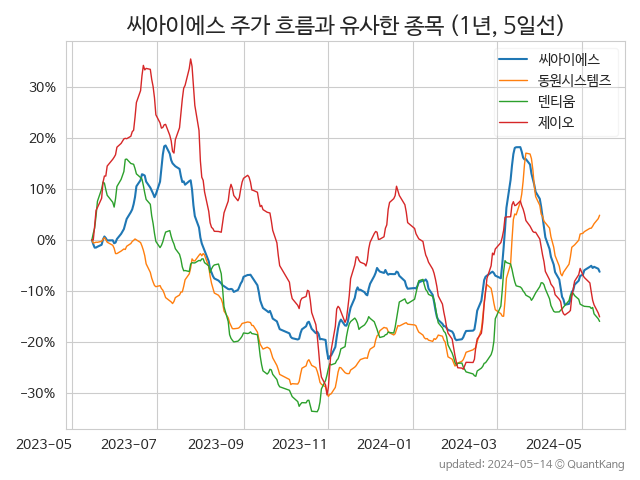 씨아이에스 주가 흐름과 유사한 종목 (1년, 5일선)
씨아이에스
동원시스템즈
덴티움
제이오
30%
20%
10%
0%
-10%
-20%
-30%
2023-05 2023-07 2023-09 2023-11 2024-01 2024-03 2024-05
updated: 2024-05-14 © QuantKang